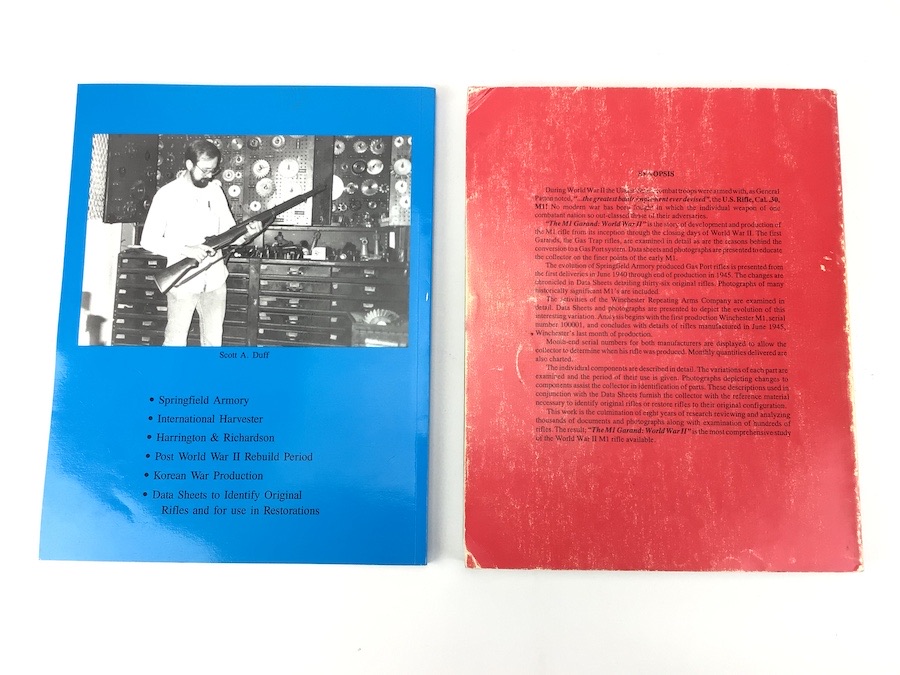 Scott A. Duff
• Springfield Armory
• International Harvester
• Harrington & Richardson
• Post World War II Rebuild Period
• Korean War Production
• Data Sheets to Identify Original
Rifles and for use in Restorations
SYNOPSIS
During World War II the United States combat troops were armed with, as General
Patton noted, "...the greatest battle implement ever devised", the U.S. Rifle, Cal. .30,
M1! No modern war has been fought in which the individual weapon of one
combatant nation so out-classed those of their adversaries.
"The M1 Garand: World War II" is the story of development and production of
the M1 rifle from its inception through the closing days of World War II. The first
Garands, the Gas Trap rifles, are examined in detail as are the reasons behind the
conversion to a Gas Port system. Data sheets and photographs are presented to educate
the collector on the finer points of the early M1.
The evolution of Springfield Armory produced Gas Port rifles is presented from
the first deliveries in June 1940 through end of production in 1945. The changes are
chronicled in Data Sheets detailing thirty-six original rifles. Photographs of many
historically significant M1's are included.
The activities of the Winchester Repeating Arms Company are examined in
detail. Data Sheets and photographs are presented to depict the evolution of this
interesting variation. Analysis begins with the first production Winchester M1, serial
number 100001, and concludes with details of rifles manufactured in June 1945,
Winchester's last month of production.
Month-end serial numbers for both manufacturers are displayed to allow the
collector to determine when his rifle was produced. Monthly quantities delivered are
also charted.
The individual components are described in detail. The variations of each part are
examined and the period of their use is given. Photographs depicting changes to
components assist the collector in identification of parts. These descriptions used in
conjunction with the Data Sheets furnish the collector with the reference material
necessary to identify original rifles or restore rifles to their original configuration.
This work is the culmination of eight years of research reviewing and analyzing
thousands of documents and photographs along with examination of hundreds of
rifles. The result, "The M1 Garand: World War II" is the most comprehensive study
of the World War II M1 rifle available.